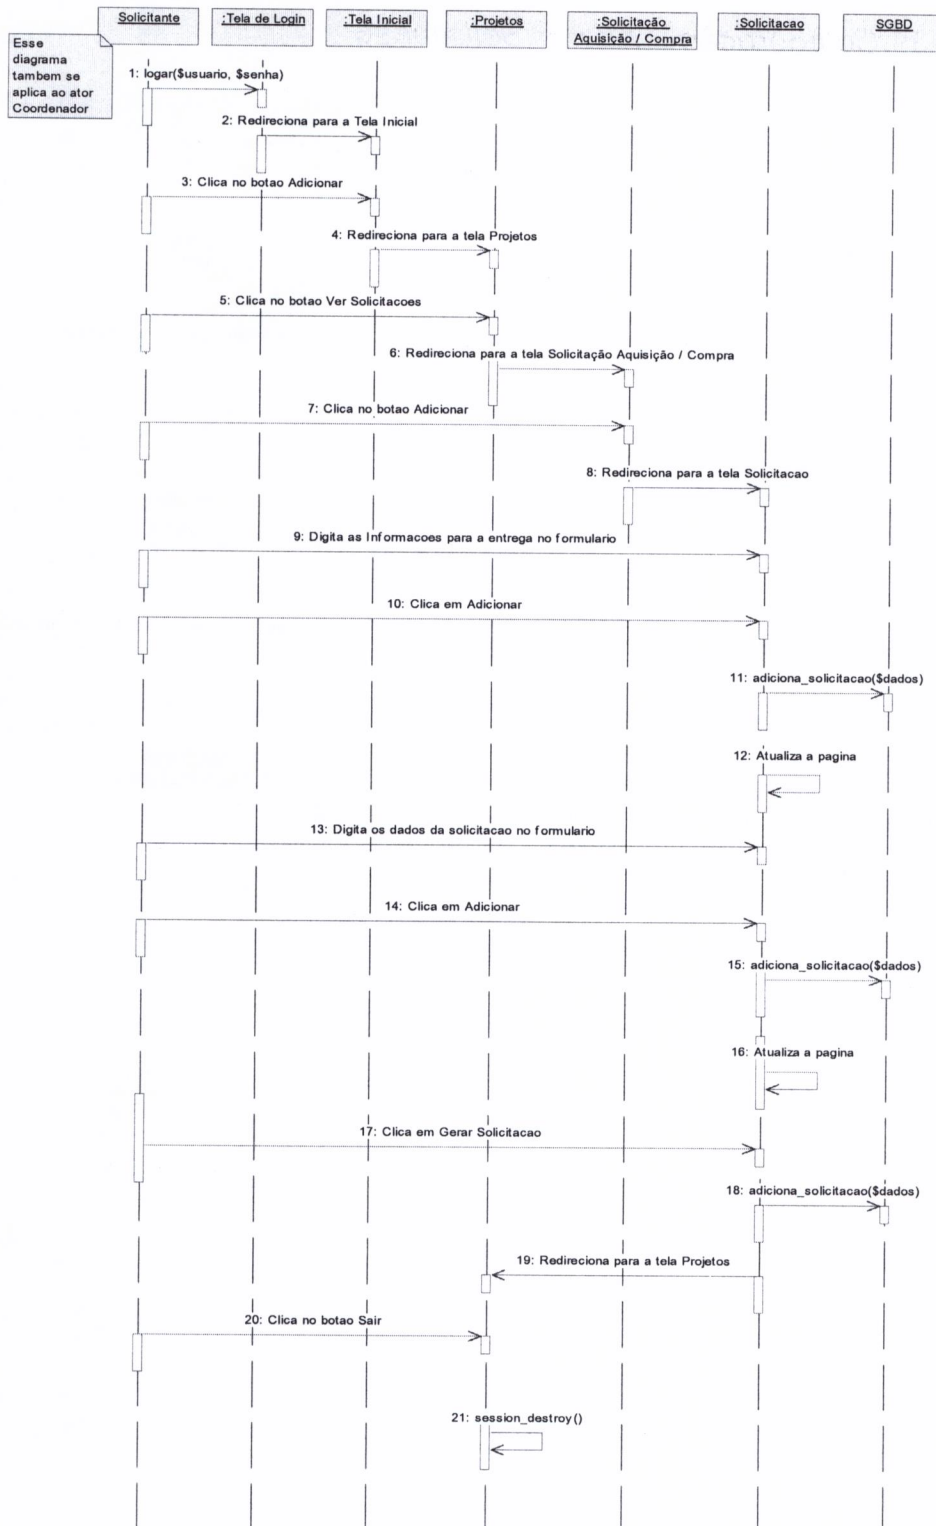 Solicitante
:Tela de Login
:Tela Inicial
:Projetos
:Solicitação
Aquisição / Compra
:Solicitacao
SGBD
Esse
diagrama
tambem se
aplica ao ator
Coordenador
1: logar($usuario, $senha)
2: Redireciona para a Tela Inicial
3: Clica no botao Adicionar
4: Redireciona para a tela Projetos
5: Clica no botao Ver Solicitacoes
6: Redireciona para a tela Solicitação Aquisição / Compra
7: Clica no botao Adicionar
8: Redireciona para a tela Solicitacao
9: Digita as Informacoes para a entrega no formulario
10: Clica em Adicionar
11: adiciona_solicitacao($dados)
12: Atualiza a pagina
13: Digita os dados da solicitacao no formulario
14: Clica em Adicionar
15: adiciona_solicitacao($dados)
16: Atualiza a pagina
17: Clica em Gerar Solicitacao
18: adiciona_solicitacao($dados)
19: Redireciona para a tela Projetos
20: Clica no botao Sair
21: session_destroy()